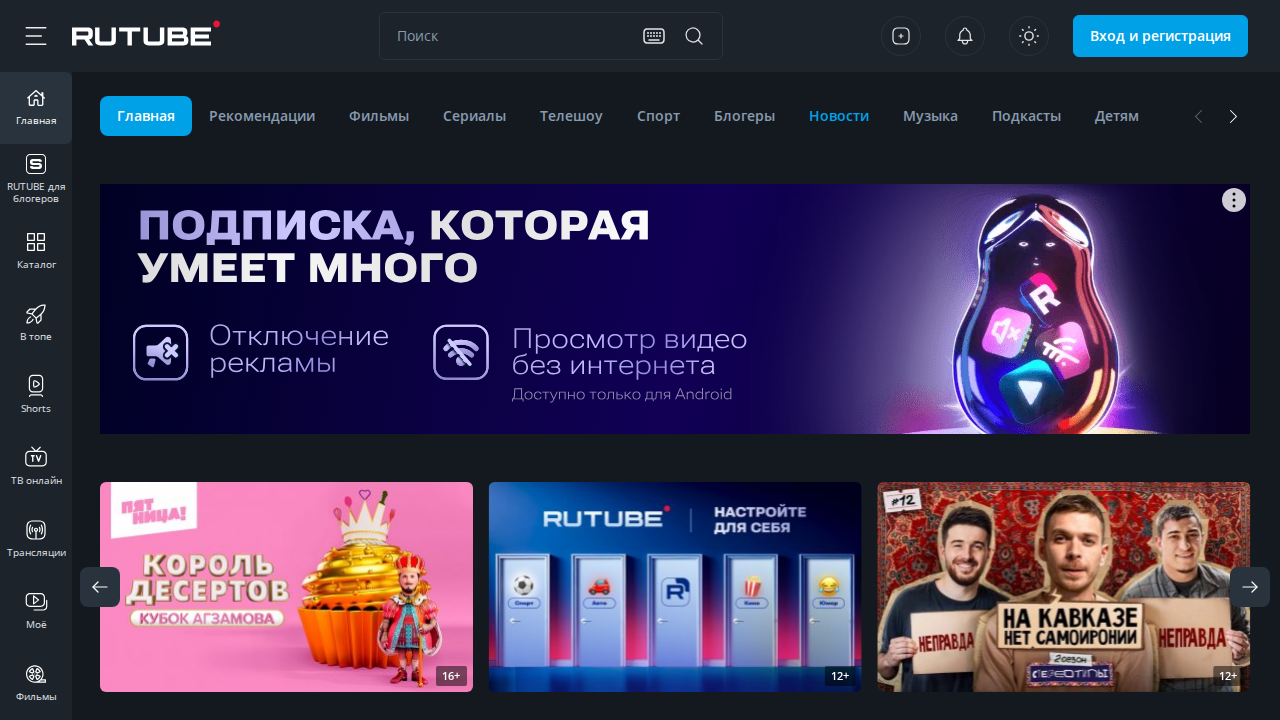 RUTUBE
Поиск
Вход и регистрация
Главная
RUTUBE для
блогеров
Каталог
В топе
Shorts
TV
ТВ онлайн
Трансляции
Моё
Фильмы
Главная
Рекомендации
Фильмы
Сериалы
Телешоу
Спорт
Блогеры
Новости
Музыка
Подкасты
Детям
ПОДПИСКА, КОТОРАЯ
УМЕЕТ МНОГО
Отключение
рекламы
Просмотр видео
без интернета
Доступно только для Android
R
ПЯТ
НИЦА!
КОРОЛЬ
ДЕСЕРТОВ
КУБОК АГЗАМОВА
16+
RUTUBE
НАСТРОЙТЕ
ДЛЯ СЕБЯ
Спорт
Авто
R
Кино
Юмор
12+
#12
НЕПРАВДА
НА КАВКАЗЕ
НЕТ САМОИРОНИИ
2 СЕЗОН
СТЕРЕОТИПЫ
НЕПРАВДА
12+